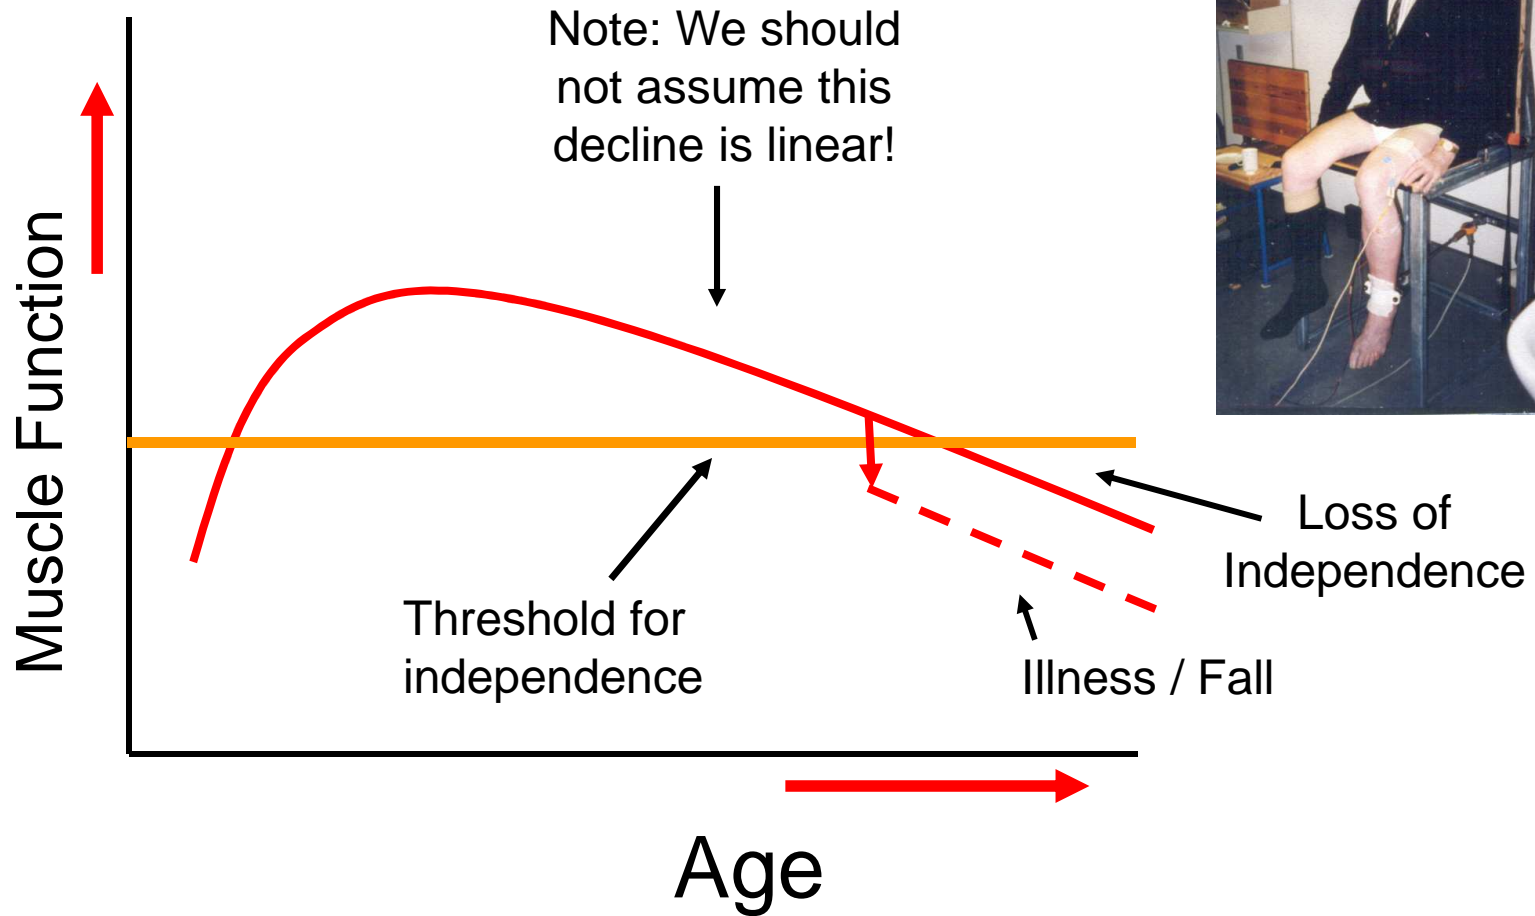 Note: We should
not assume this
decline is linear!
Muscle Function
Threshold for
independence
Loss of
Independence
Illness / Fall
Age